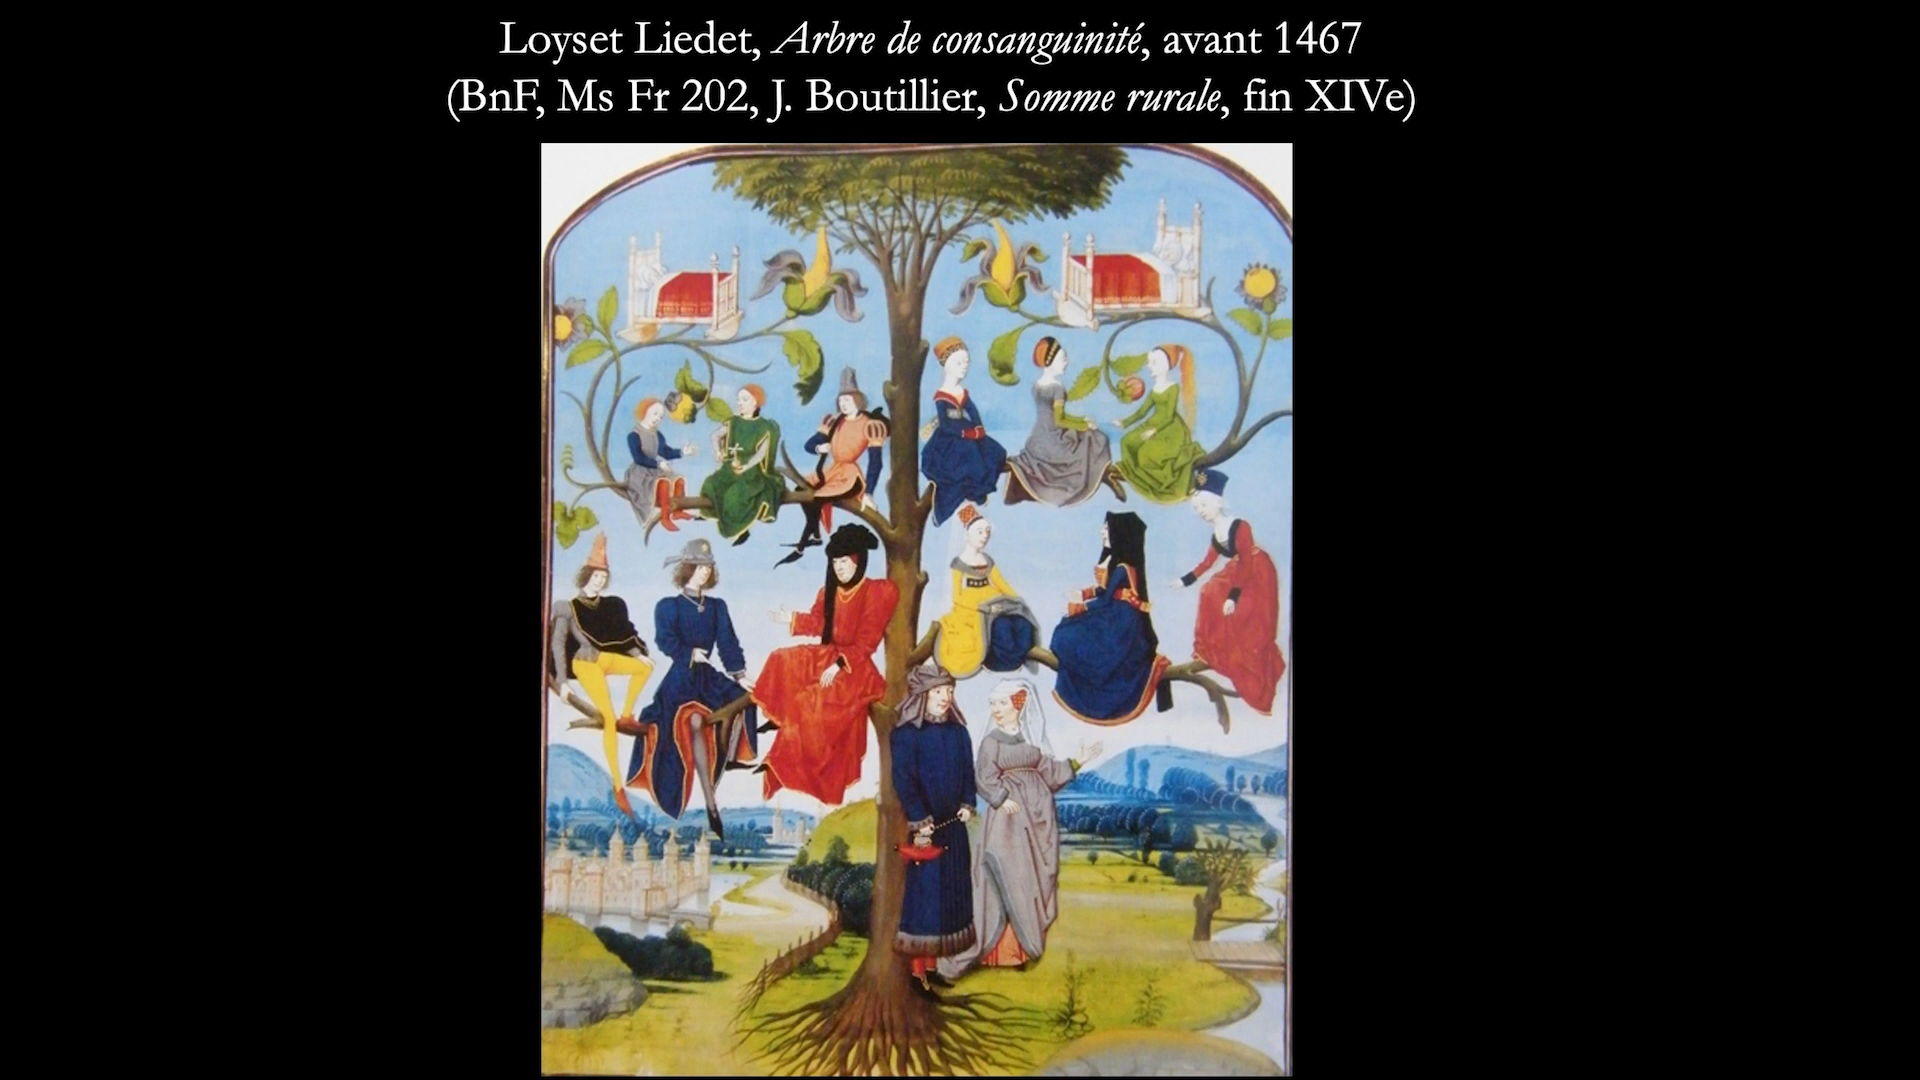 Loyset Liedet, Arbre de consanguinité, avant 1467
(BnF, Ms Fr 202, J. Boutillier, Somme rurale, fin XIVe)